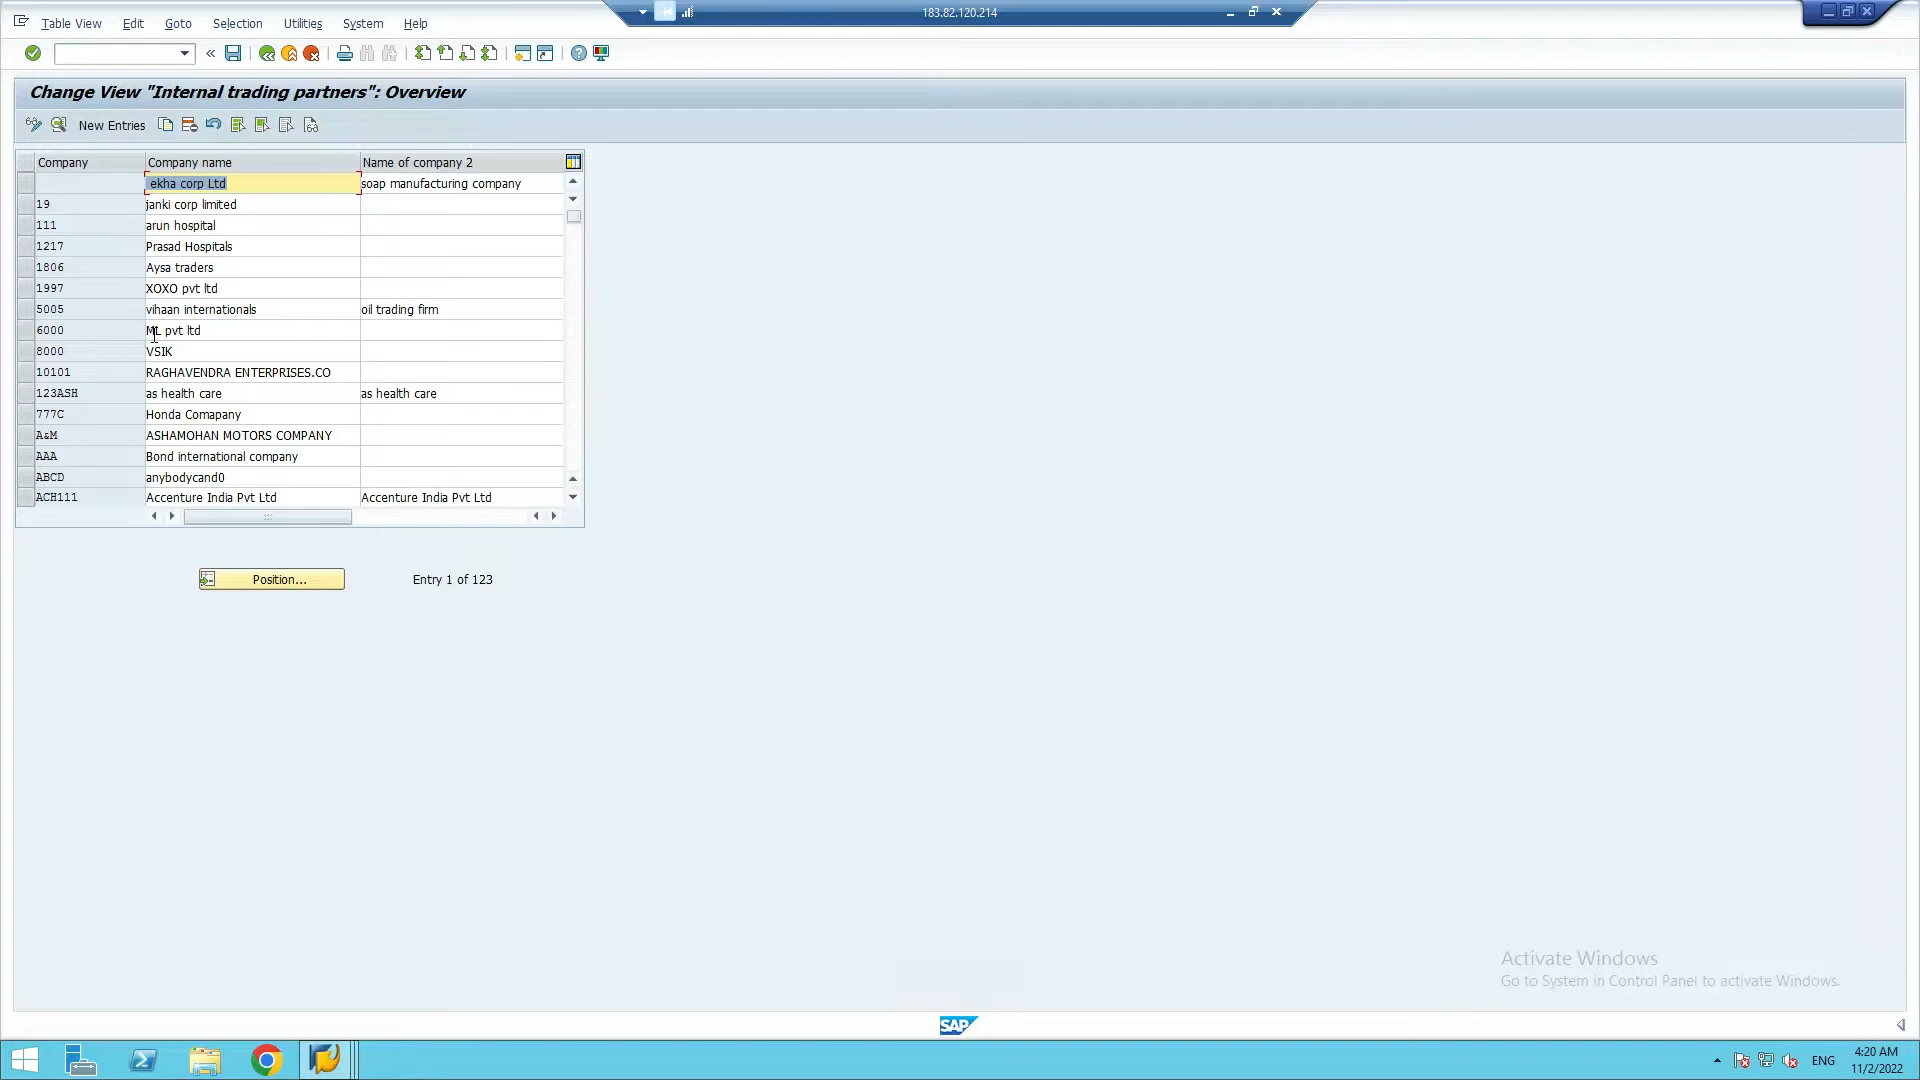 183.82.120.214
Table View Edit Goto Selection Utilities System Help
Change View "Internal trading partners": Overview
New Entries
Company Company name Name of company 2
ekha corp Ltd soap manufacturing company
19 janki corp limited
111 arun hospital
1217 Prasad Hospitals
1806 Aysa traders
1997 XOXO pvt ltd
5005 vihaan internationals oil trading firm
6000 ML pvt ltd
8000 VSIK
10101 RAGHAVENDRA ENTERPRISES.CO
123ASH as health care as health care
777C Honda Comapany
A&M ASHAMOHAN MOTORS COMPANY
AAA Bond international company
ABCD anybodycand0
ACH111 Accenture India Pvt Ltd Accenture India Pvt Ltd
Position... Entry 1 of 123
Activate Windows
Go to System in Control Panel to activate Windows.
SAP
ENG 4:20 AM
11/2/2022